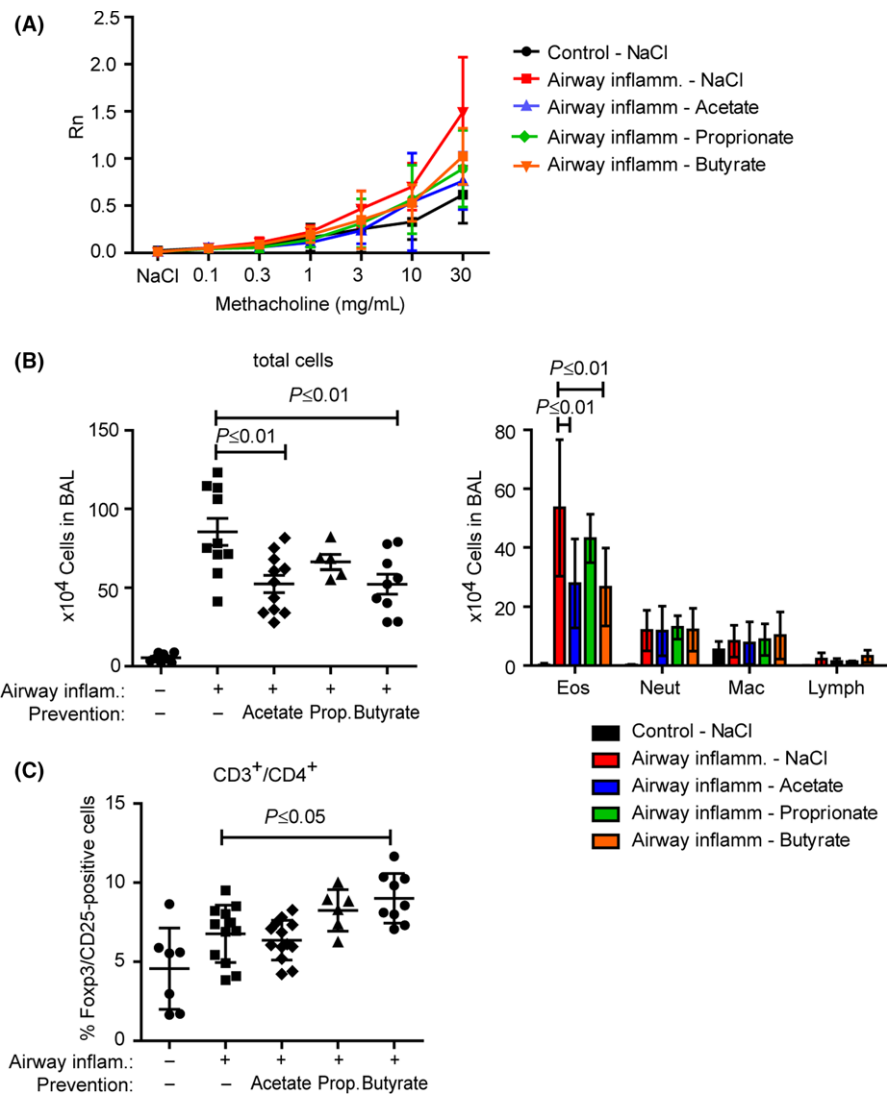 (A)
2.5
2.0
1.5
1.0
0.5
0.0
Rn
NaCl 0.1 0.3 1 3 10 30
Methacholine (mg/mL)
Control - NaCl
Airway inflamm. - NaCl
Airway inflamm - Acetate
Airway inflamm - Proprionate
Airway inflamm - Butyrate
(B)
total cells
P≤0.01
P≤0.01
150
100
50
0
x10⁴ Cells in BAL
Airway inflam.: – + + + +
Prevention: – – Acetate Prop. Butyrate
P≤0.01
P≤0.01
80
60
40
20
0
x10⁴ Cells in BAL
Eos Neut Mac Lymph
Control - NaCl
Airway inflamm. - NaCl
Airway inflamm - Acetate
Airway inflamm - Proprionate
Airway inflamm - Butyrate
(C)
CD3⁺/CD4⁺
P≤0.05
15
10
5
0
% Foxp3/CD25-positive cells
Airway inflam.: – + + + +
Prevention: – – Acetate Prop. Butyrate